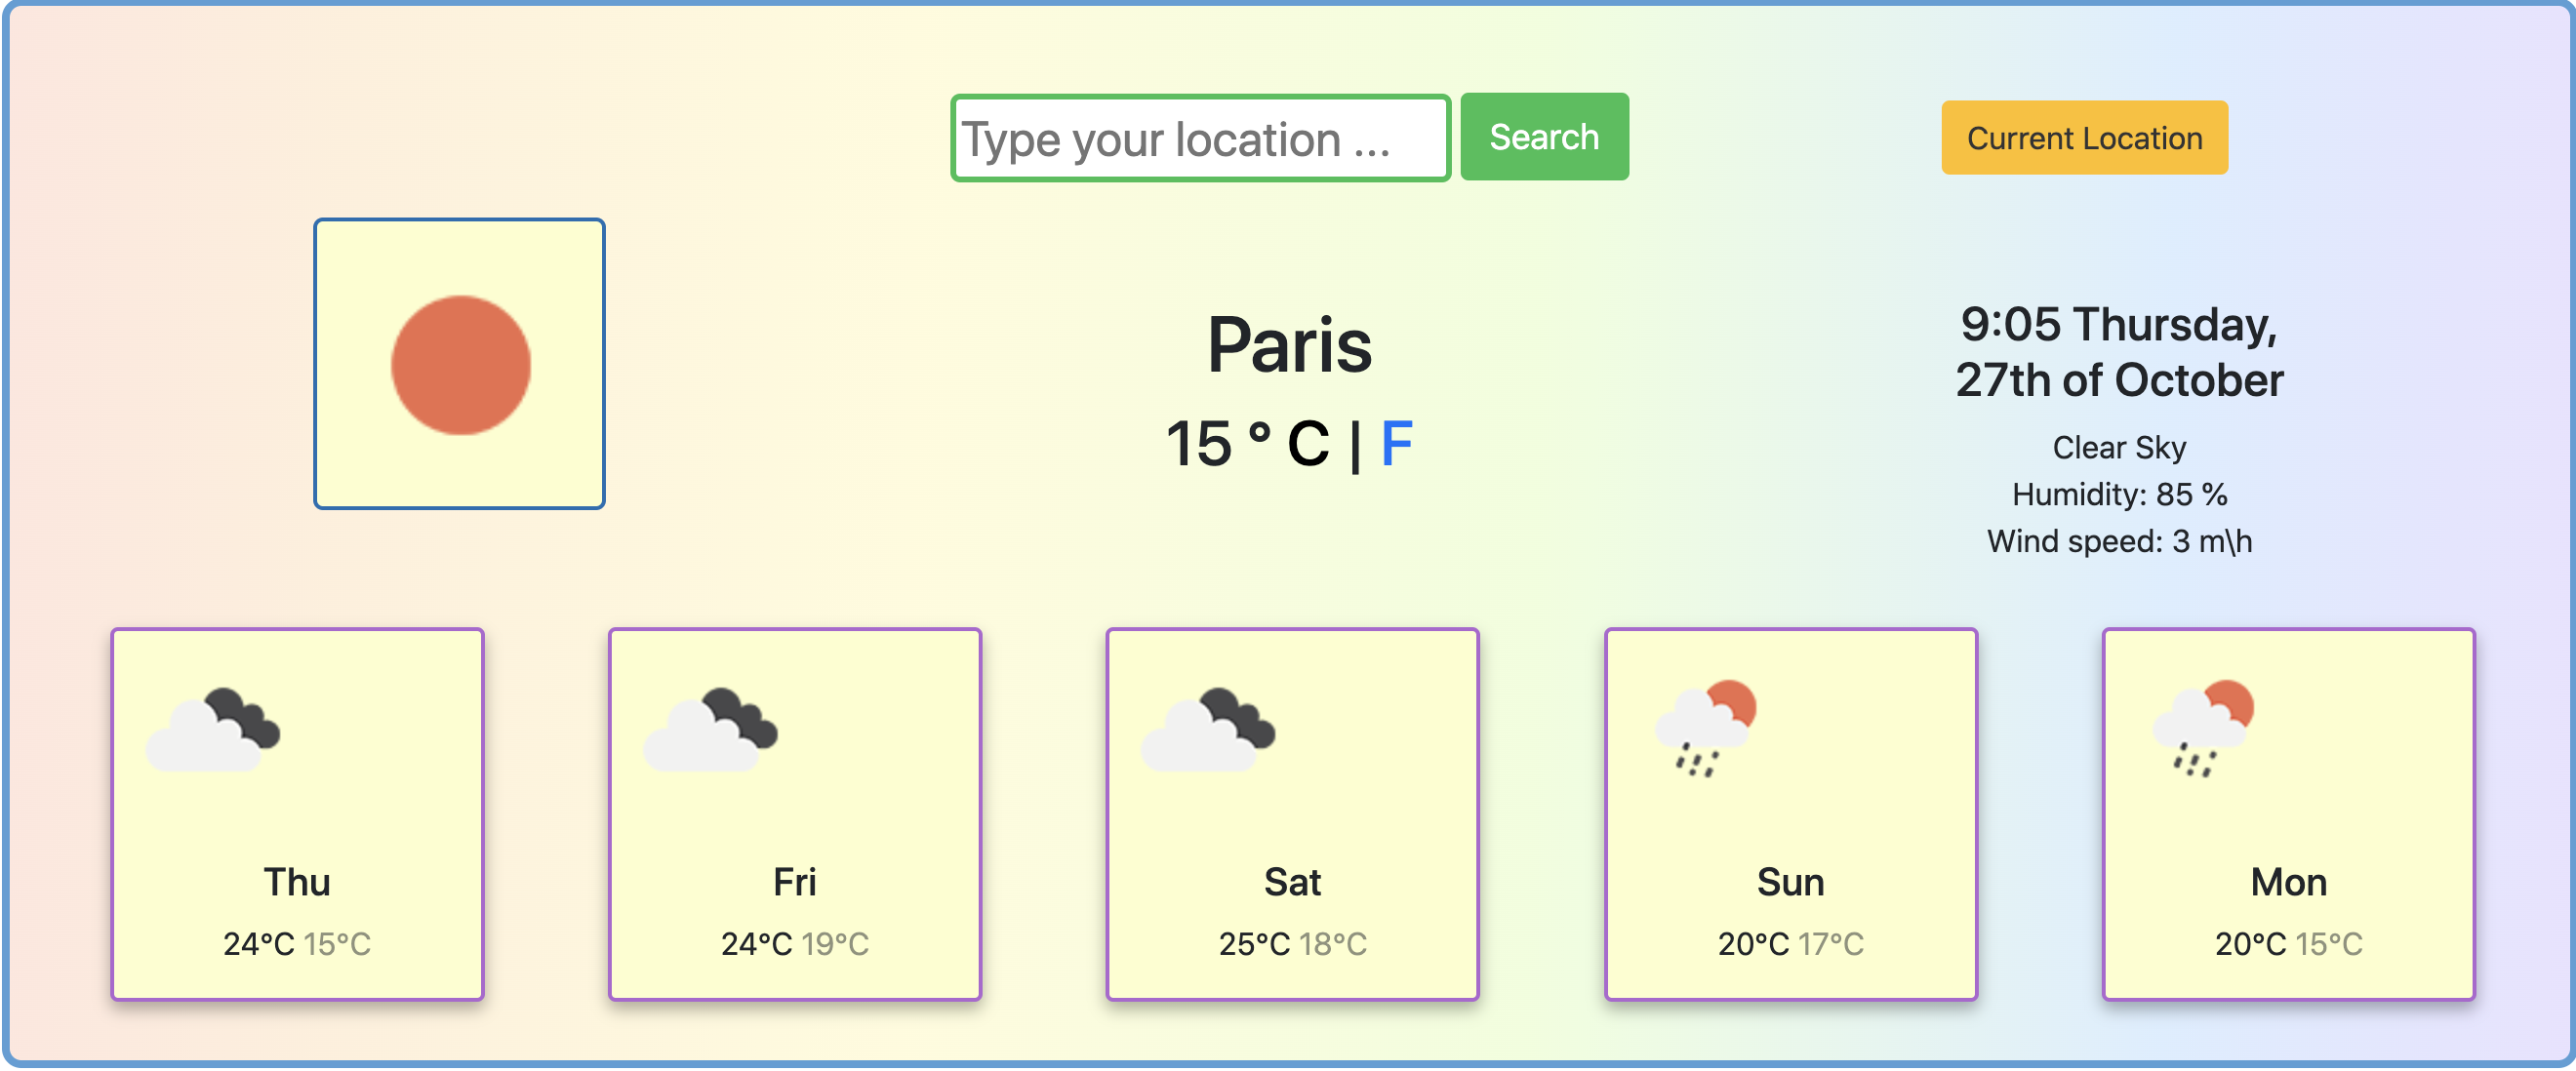 Type your location ...
Search
Current Location
Paris
15 ° C | F
9:05 Thursday,
27th of October
Clear Sky
Humidity: 85 %
Wind speed: 3 m\h
Thu
24°C 15°C
Fri
24°C 19°C
Sat
25°C 18°C
Sun
20°C 17°C
Mon
20°C 15°C